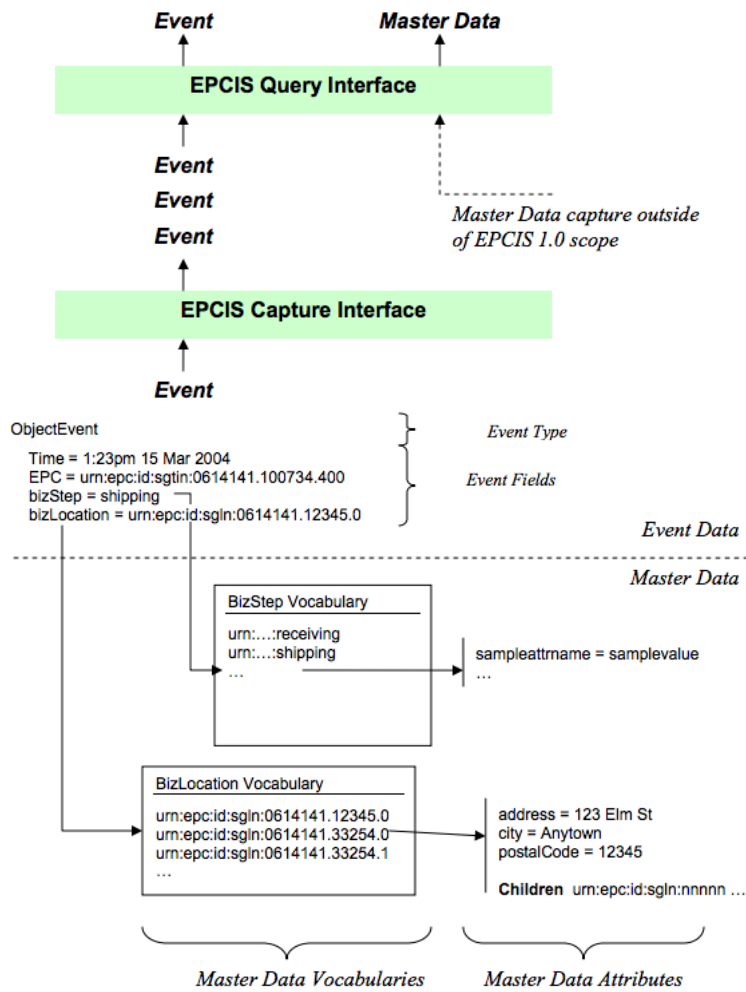 Event
Master Data
EPCIS Query Interface
Event
Event
Event
Master Data capture outside
of EPCIS 1.0 scope
EPCIS Capture Interface
Event
ObjectEvent
Event Type
Time = 1:23pm 15 Mar 2004
EPC = urn:epc:id:sgtin:0614141.100734.400
bizStep = shipping
bizLocation = urn:epc:id:sgln:0614141.12345.0
Event Fields
Event Data
Master Data
BizStep Vocabulary
urn:…:receiving
urn:…:shipping
…
sampleattrname = samplevalue
…
BizLocation Vocabulary
urn:epc:id:sgln:0614141.12345.0
urn:epc:id:sgln:0614141.33254.0
urn:epc:id:sgln:0614141.33254.1
…
address = 123 Elm St
city = Anytown
postalCode = 12345
Children urn:epc:id:sgln:nnnnn …
Master Data Vocabularies
Master Data Attributes